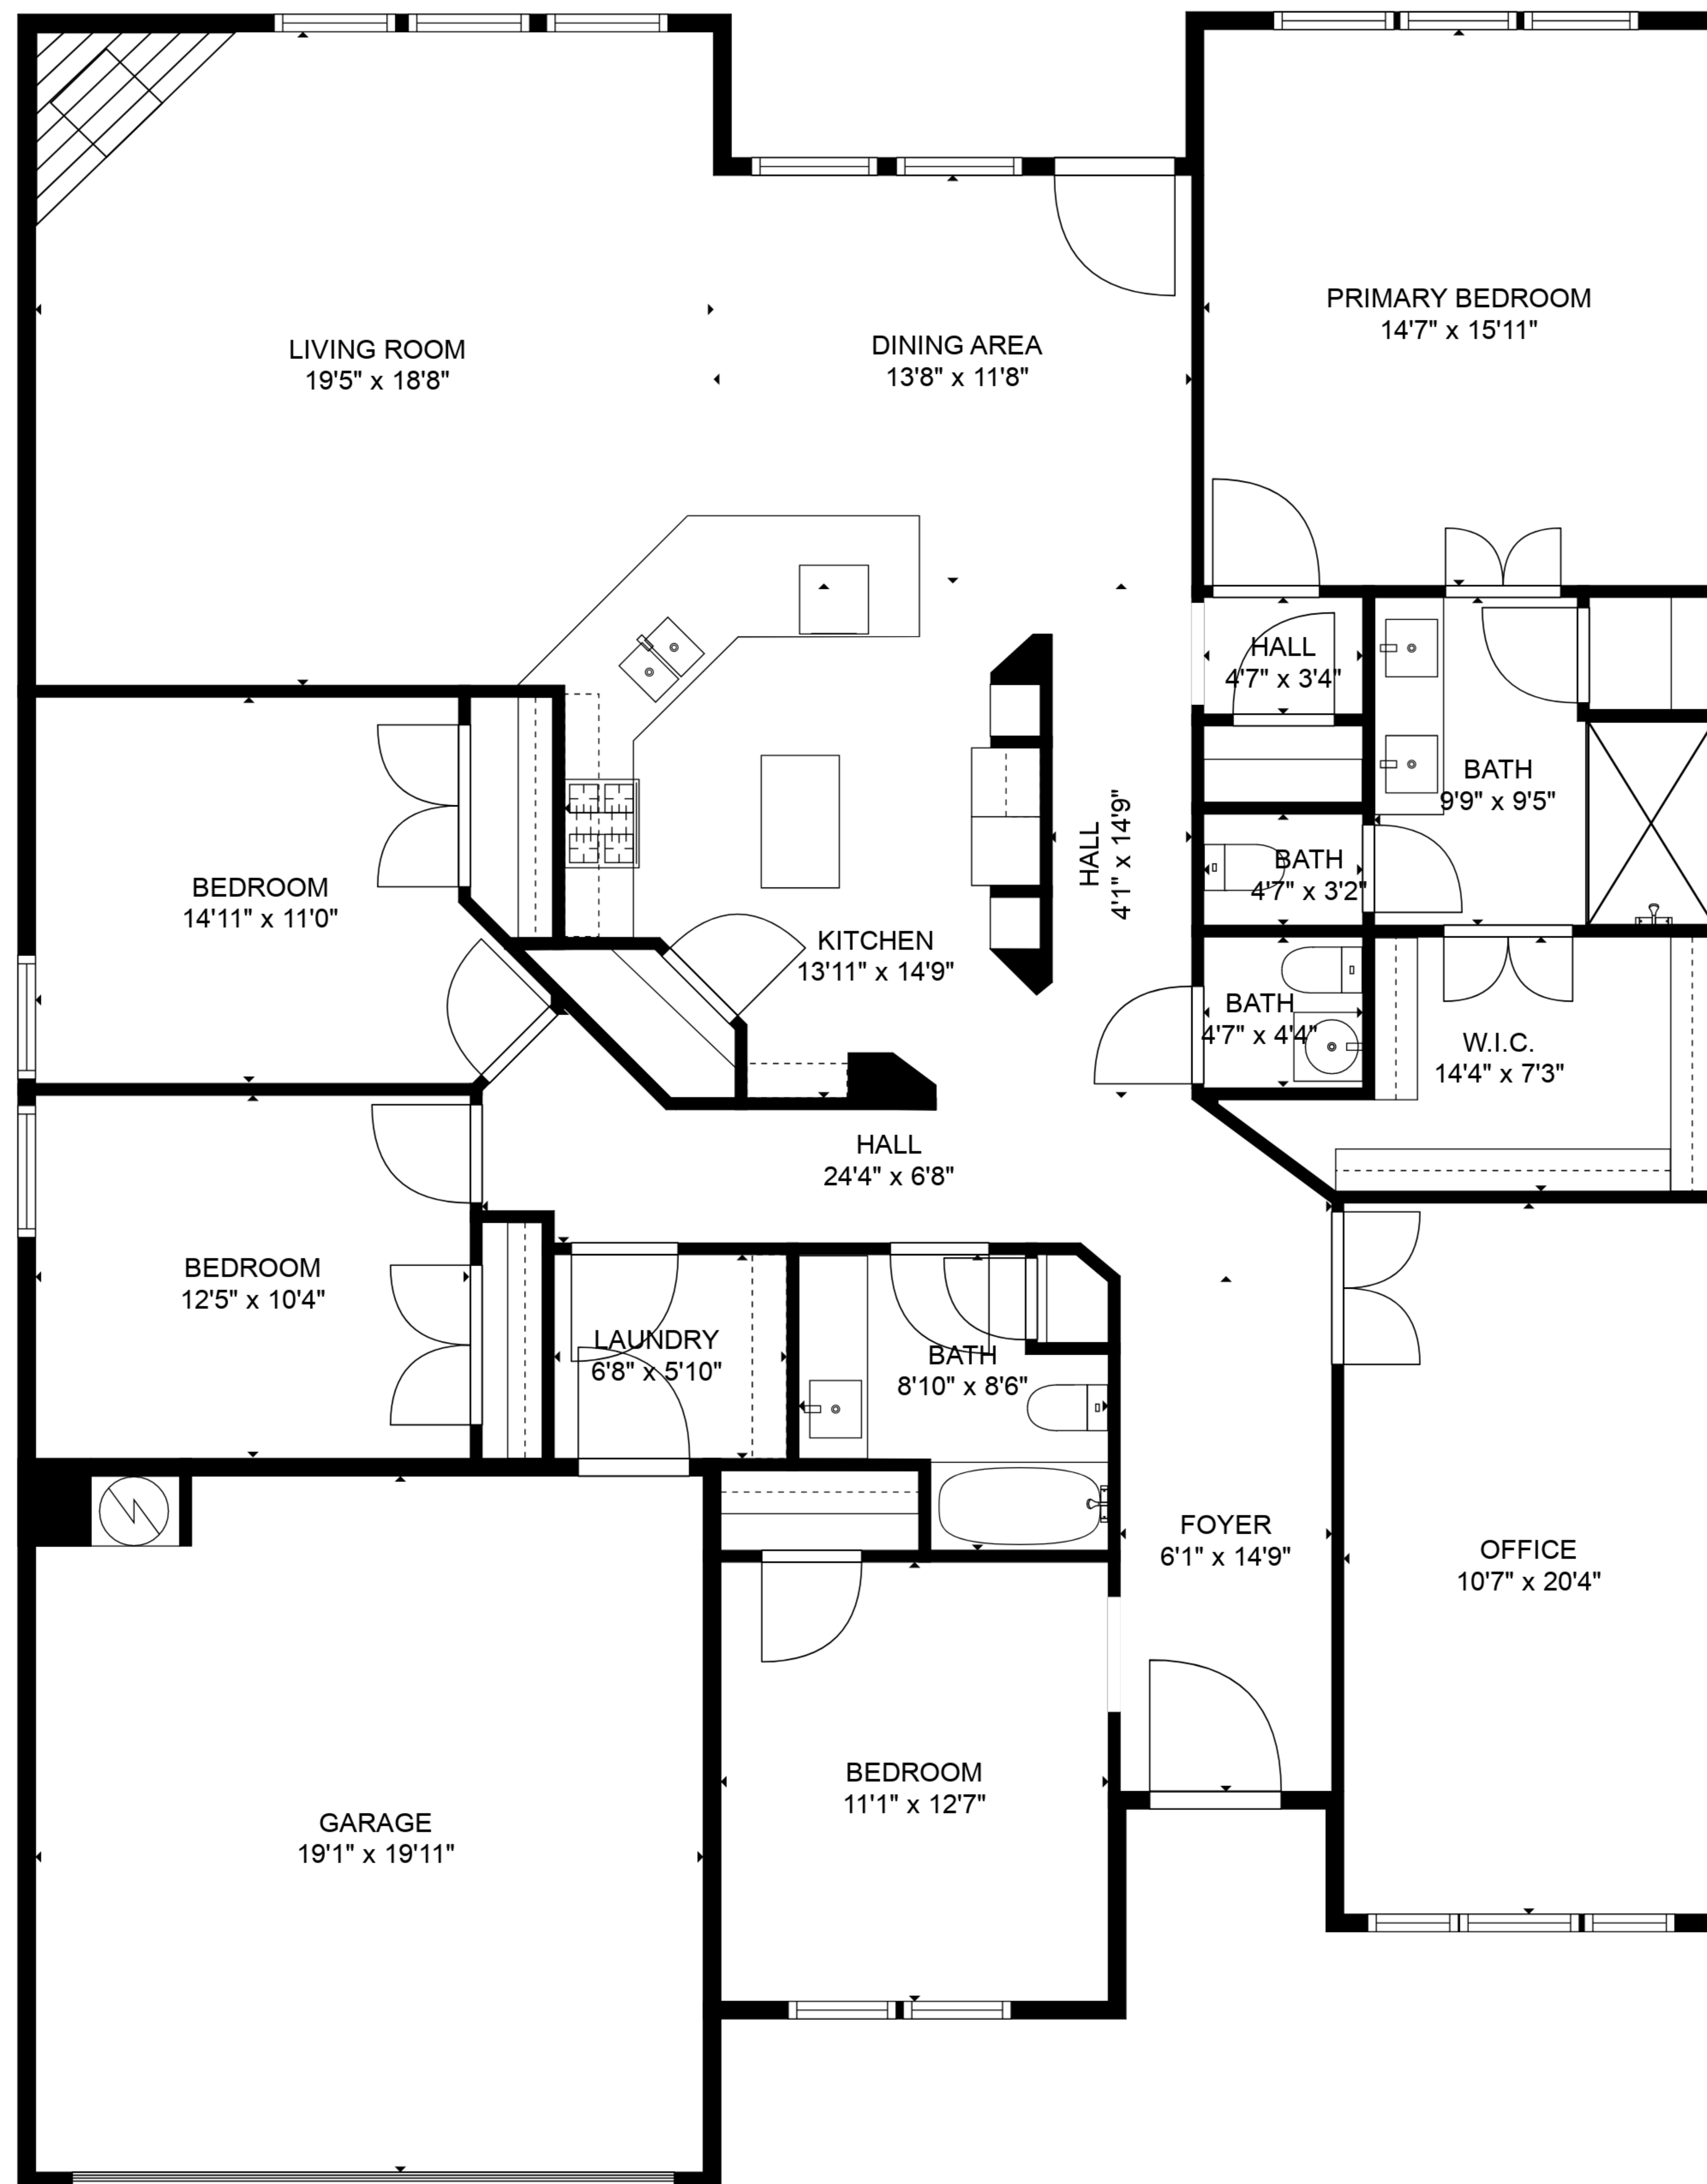 PRIMARY BEDROOM
14'7" x 15'11"
LIVING ROOM
19'5" x 18'8"
DINING AREA
13'8" x 11'8"
HALL
4'7" x 3'4"
BATH
9'9" x 9'5"
HALL
4'1" x 14'9"
BATH
4'7" x 3'2"
BEDROOM
14'11" x 11'0"
KITCHEN
13'11" x 14'9"
BATH
4'7" x 4'4"
W.I.C.
14'4" x 7'3"
HALL
24'4" x 6'8"
BEDROOM
12'5" x 10'4"
LAUNDRY
6'8" x 5'10"
BATH
8'10" x 8'6"
FOYER
6'1" x 14'9"
OFFICE
10'7" x 20'4"
BEDROOM
11'1" x 12'7"
GARAGE
19'1" x 19'11"